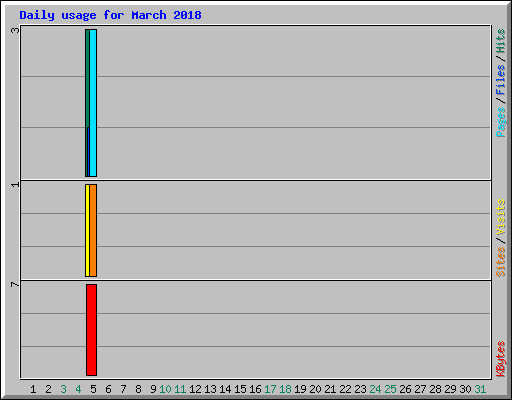 Daily usage for March 2018
3
1
7
Pages / Files / Hits
Sites / Visits
KBytes
1 2 3 4 5 6 7 8 9 10 11 12 13 14 15 16 17 18 19 20 21 22 23 24 25 26 27 28 29 30 31